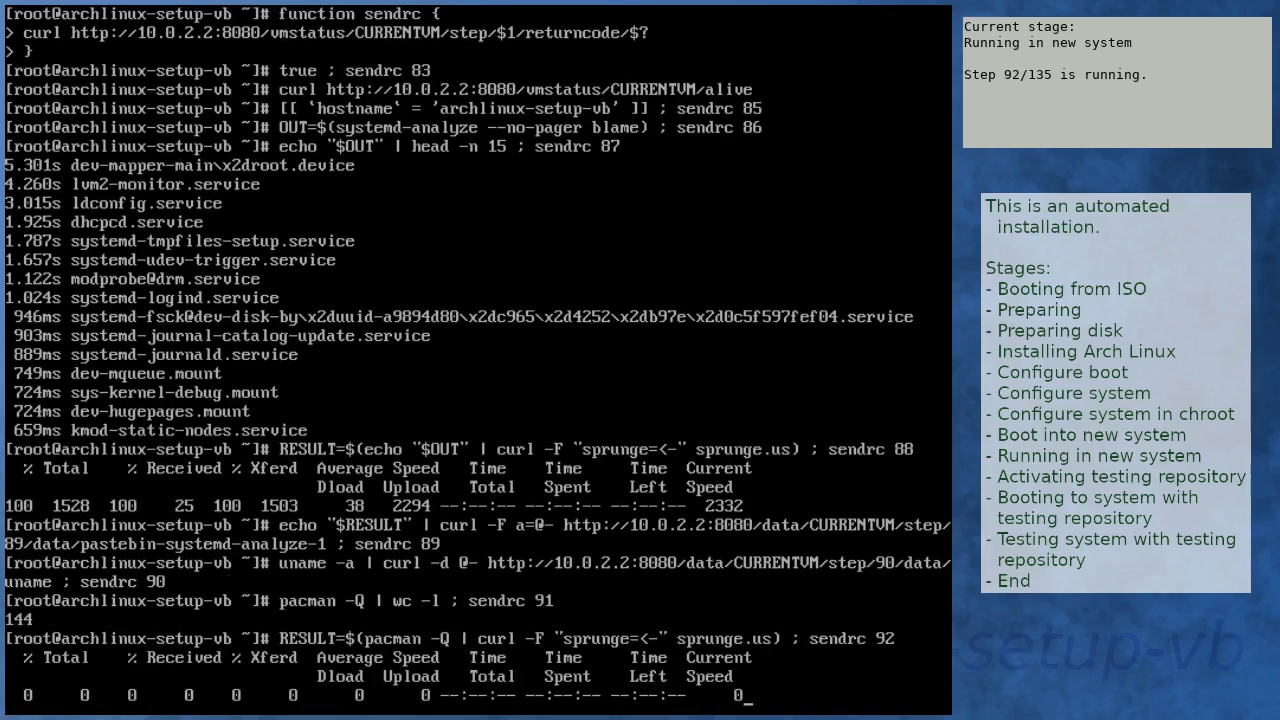 [root@archlinux-setup-vb ~]# function sendrc {
> curl http://10.0.2.2:8080/vmstatus/CURRENTVM/step/$1/returncode/$?
> }
[root@archlinux-setup-vb ~]# true ; sendrc 83
[root@archlinux-setup-vb ~]# curl http://10.0.2.2:8080/vmstatus/CURRENTVM/alive
[root@archlinux-setup-vb ~]# [[ `hostname` = 'archlinux-setup-vb' ]] ; sendrc 85
[root@archlinux-setup-vb ~]# OUT=$(systemd-analyze --no-pager blame) ; sendrc 86
[root@archlinux-setup-vb ~]# echo "$OUT" | head -n 15 ; sendrc 87
5.301s dev-mapper-main\x2droot.device
4.260s lvm2-monitor.service
3.015s ldconfig.service
1.925s dhcpcd.service
1.787s systemd-tmpfiles-setup.service
1.657s systemd-udev-trigger.service
1.122s modprobe@drm.service
1.024s systemd-logind.service
946ms systemd-fsck@dev-disk-by\x2duuid-a9894d80\x2dc965\x2d4252\x2db97e\x2d0c5f597fef04.service
903ms systemd-journal-catalog-update.service
889ms systemd-journald.service
749ms dev-mqueue.mount
724ms sys-kernel-debug.mount
724ms dev-hugepages.mount
659ms kmod-static-nodes.service
[root@archlinux-setup-vb ~]# RESULT=$(echo "$OUT" | curl -F "sprunge=<-" sprunge.us) ; sendrc 88
% Total % Received % Xferd Average Speed Time Time Time Current
Dload Upload Total Spent Left Speed
100 1528 100 25 100 1503 38 2294 --:--:-- --:--:-- --:--:-- 2332
[root@archlinux-setup-vb ~]# echo "$RESULT" | curl -F a=@- http://10.0.2.2:8080/data/CURRENTVM/step/
89/data/pastebin-systemd-analyze-1 ; sendrc 89
[root@archlinux-setup-vb ~]# uname -a | curl -d @- http://10.0.2.2:8080/data/CURRENTVM/step/90/data/
uname ; sendrc 90
[root@archlinux-setup-vb ~]# pacman -Q | wc -l ; sendrc 91
144
[root@archlinux-setup-vb ~]# RESULT=$(pacman -Q | curl -F "sprunge=<-" sprunge.us) ; sendrc 92
% Total % Received % Xferd Average Speed Time Time Time Current
Dload Upload Total Spent Left Speed
0 0 0 0 0 0 0 0 --:--:-- --:--:-- --:--:-- 0_
Current stage:
Running in new system
Step 92/135 is running.
This is an automated
installation.
Stages:
- Booting from ISO
- Preparing
- Preparing disk
- Installing Arch Linux
- Configure boot
- Configure system
- Configure system in chroot
- Boot into new system
- Running in new system
- Activating testing repository
- Booting to system with
testing repository
- Testing system with testing
repository
- End
-setup-vb